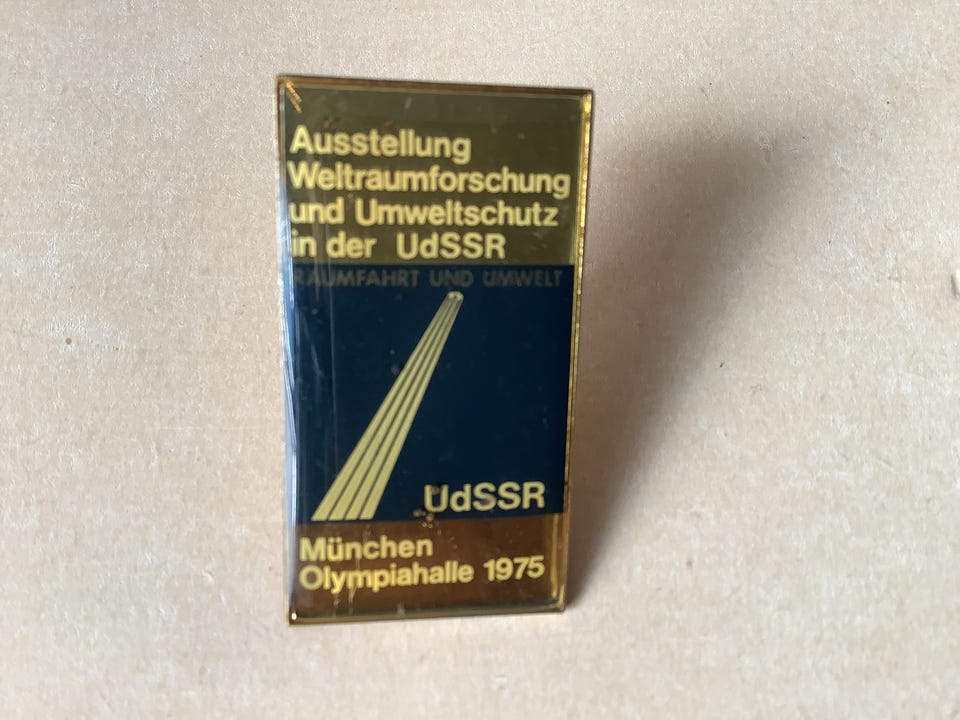 Ausstellung
Weltraumforschung
und Umweltschutz
in der UdSSR
RAUMFAHRT UND UMWELT
UdSSR
München
Olympiahalle 1975